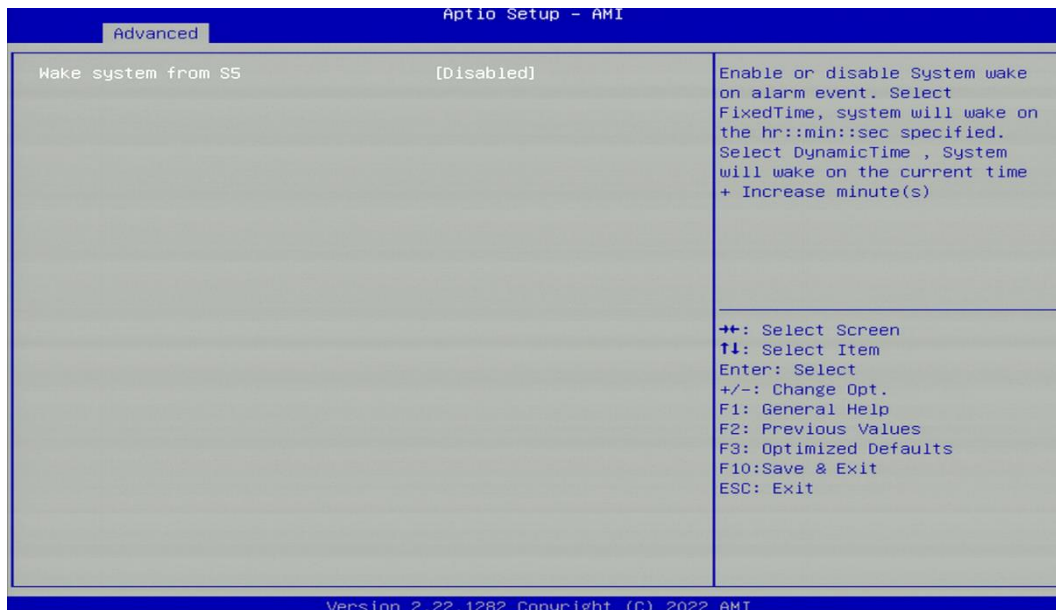 Aptio Setup – AMI
Advanced
Wake system from S5 [Disabled]
Enable or disable System wake
on alarm event. Select
FixedTime, system will wake on
the hr::min::sec specified.
Select DynamicTime , System
will wake on the current time
+ Increase minute(s)
→←: Select Screen
↑↓: Select Item
Enter: Select
+/-: Change Opt.
F1: General Help
F2: Previous Values
F3: Optimized Defaults
F10:Save & Exit
ESC: Exit
Version 2.22.1282 Copyright (C) 2022 AMI